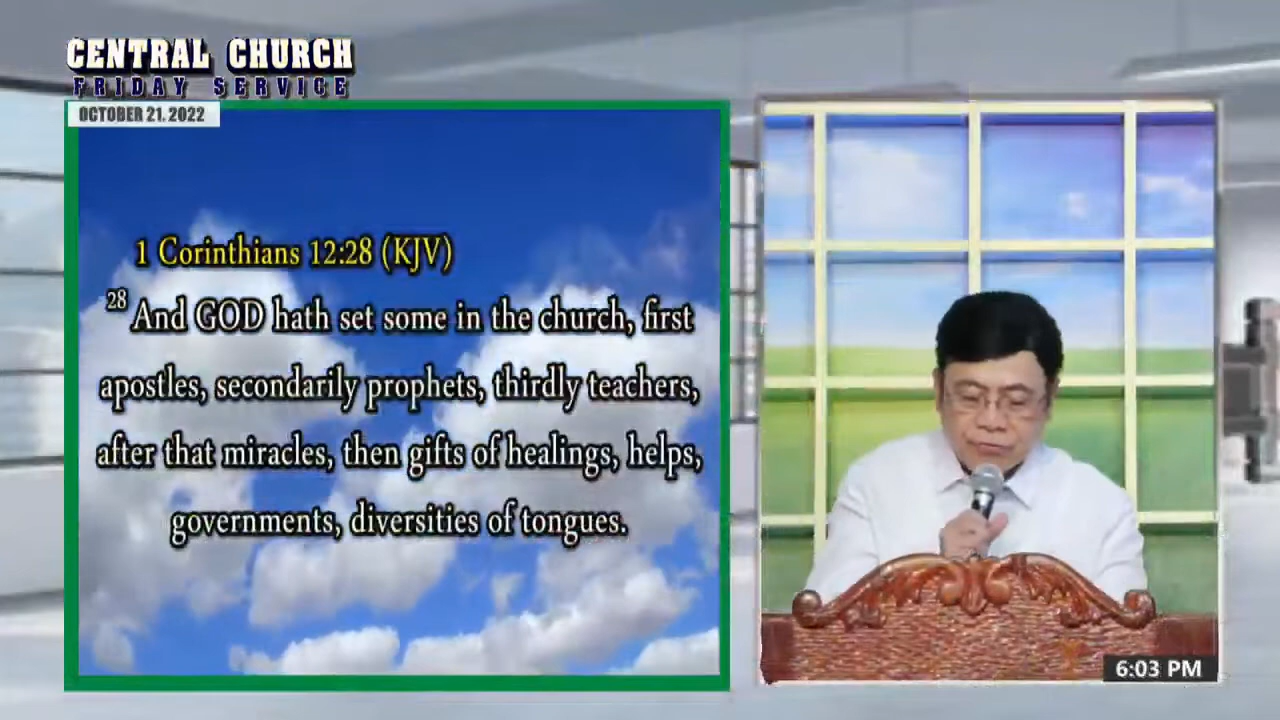 CENTRAL CHURCH
FRIDAY SERVICE
OCTOBER 21, 2022
1 Corinthians 12:28 (KJV)
28 And GOD hath set some in the church, first
apostles, secondarily prophets, thirdly teachers,
after that miracles, then gifts of healings, helps,
governments, diversities of tongues.
6:03 PM